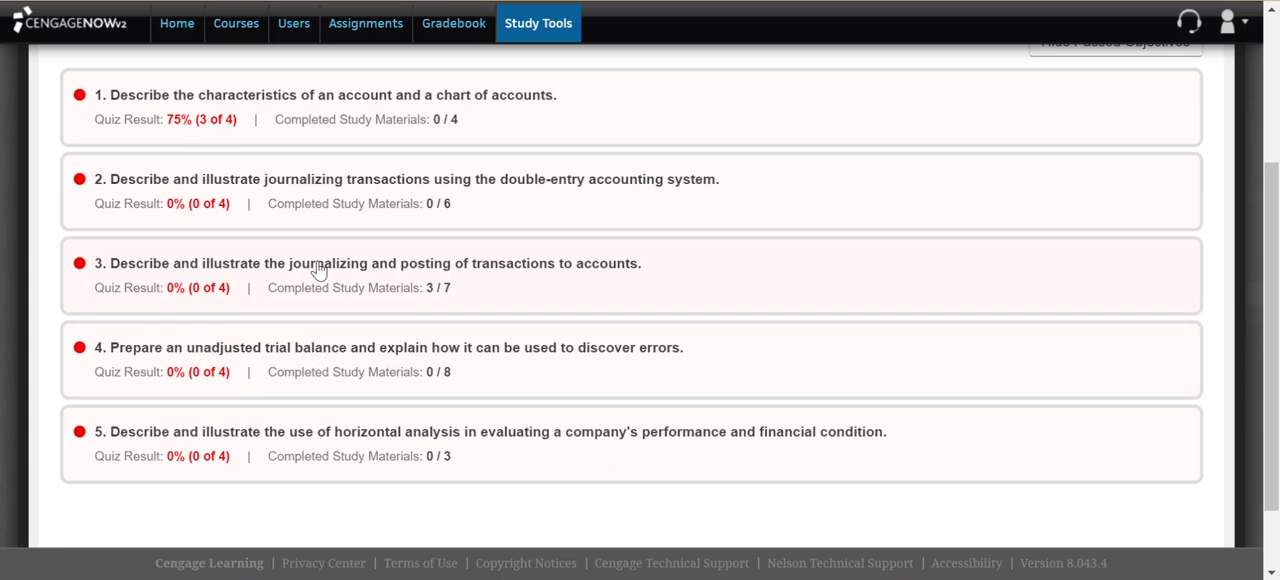 CENGAGENOWv2 Home Courses Users Assignments Gradebook Study Tools
Hide Passed Objectives
1. Describe the characteristics of an account and a chart of accounts.
Quiz Result: 75% (3 of 4) | Completed Study Materials: 0 / 4
2. Describe and illustrate journalizing transactions using the double-entry accounting system.
Quiz Result: 0% (0 of 4) | Completed Study Materials: 0 / 6
3. Describe and illustrate the journalizing and posting of transactions to accounts.
Quiz Result: 0% (0 of 4) | Completed Study Materials: 3 / 7
4. Prepare an unadjusted trial balance and explain how it can be used to discover errors.
Quiz Result: 0% (0 of 4) | Completed Study Materials: 0 / 8
5. Describe and illustrate the use of horizontal analysis in evaluating a company's performance and financial condition.
Quiz Result: 0% (0 of 4) | Completed Study Materials: 0 / 3
Cengage Learning | Privacy Center | Terms of Use | Copyright Notices | Cengage Technical Support | Nelson Technical Support | Accessibility | Version 8.043.4